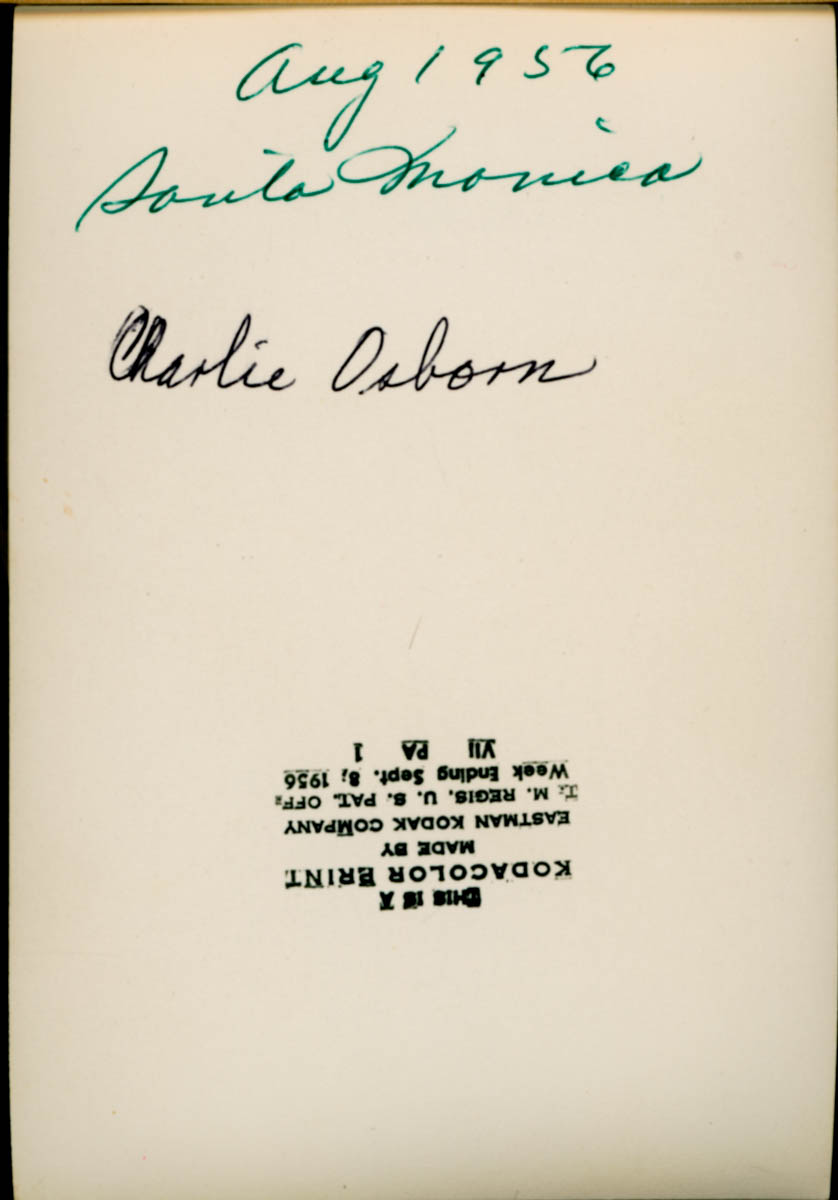 Aug 1956
Santa Monica
Charlie Osborn
THIS IS A
KODACOLOR PRINT
MADE BY
EASTMAN KODAK COMPANY
T. M. REGIS. U. S. PAT. OFF.
Week Ending Sept. 8, 1956
VII PA 1